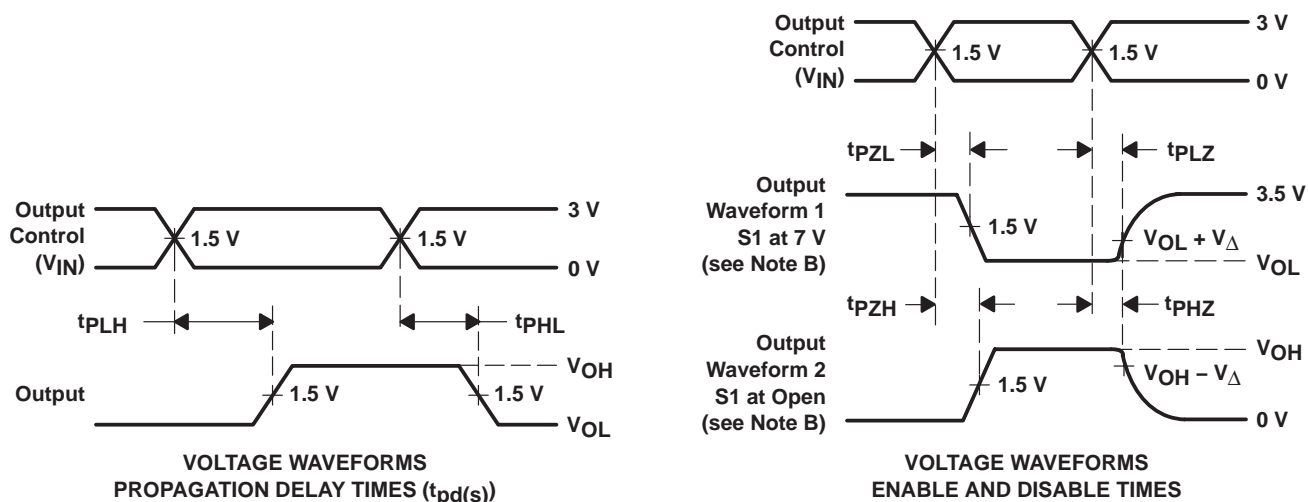 Output
Control
(VIN)
3 V
1.5 V
1.5 V
0 V
tPLH
tPHL
Output
VOH
1.5 V
1.5 V
VOL
VOLTAGE WAVEFORMS
PROPAGATION DELAY TIMES (tpd(s))
Output
Control
(VIN)
3 V
1.5 V
1.5 V
0 V
tPZL
tPLZ
Output
Waveform 1
S1 at 7 V
(see Note B)
3.5 V
1.5 V
VOL + VΔ
VOL
tPZH
tPHZ
Output
Waveform 2
S1 at Open
(see Note B)
VOH
1.5 V
VOH – VΔ
0 V
VOLTAGE WAVEFORMS
ENABLE AND DISABLE TIMES